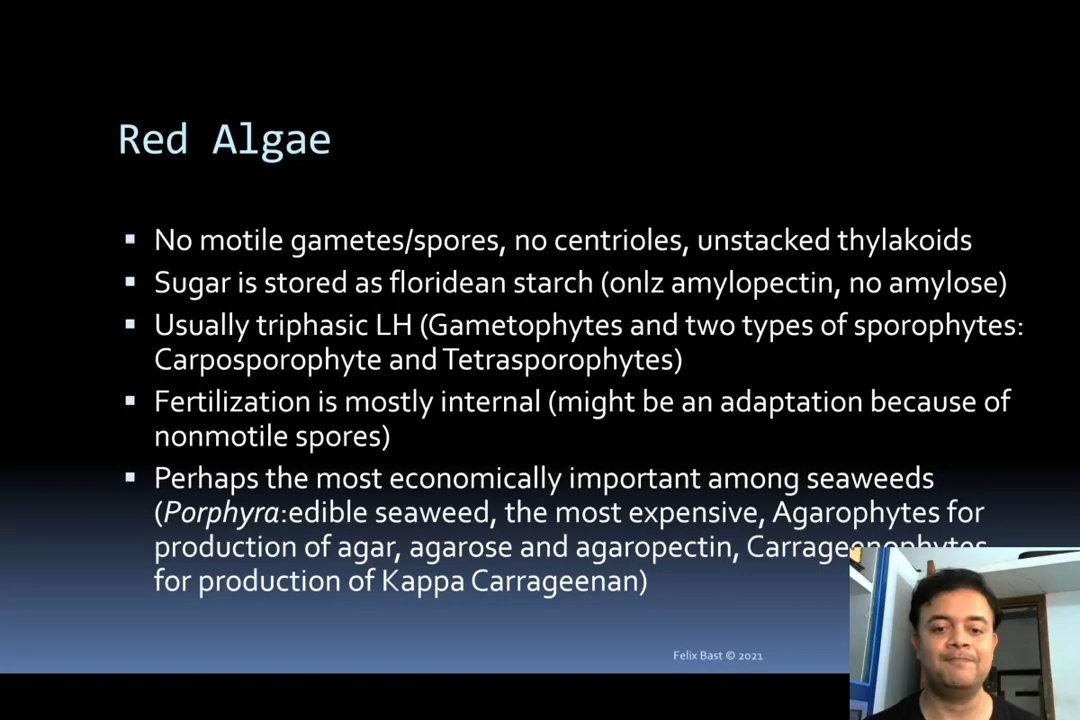 Red Algae
▪ No motile gametes/spores, no centrioles, unstacked thylakoids
▪ Sugar is stored as floridean starch (onlz amylopectin, no amylose)
▪ Usually triphasic LH (Gametophytes and two types of sporophytes:
Carposporophyte and Tetrasporophytes)
▪ Fertilization is mostly internal (might be an adaptation because of
nonmotile spores)
▪ Perhaps the most economically important among seaweeds
(Porphyra:edible seaweed, the most expensive, Agarophytes for
production of agar, agarose and agaropectin, Carrageenophytes
for production of Kappa Carrageenan)
Felix Bast © 2021